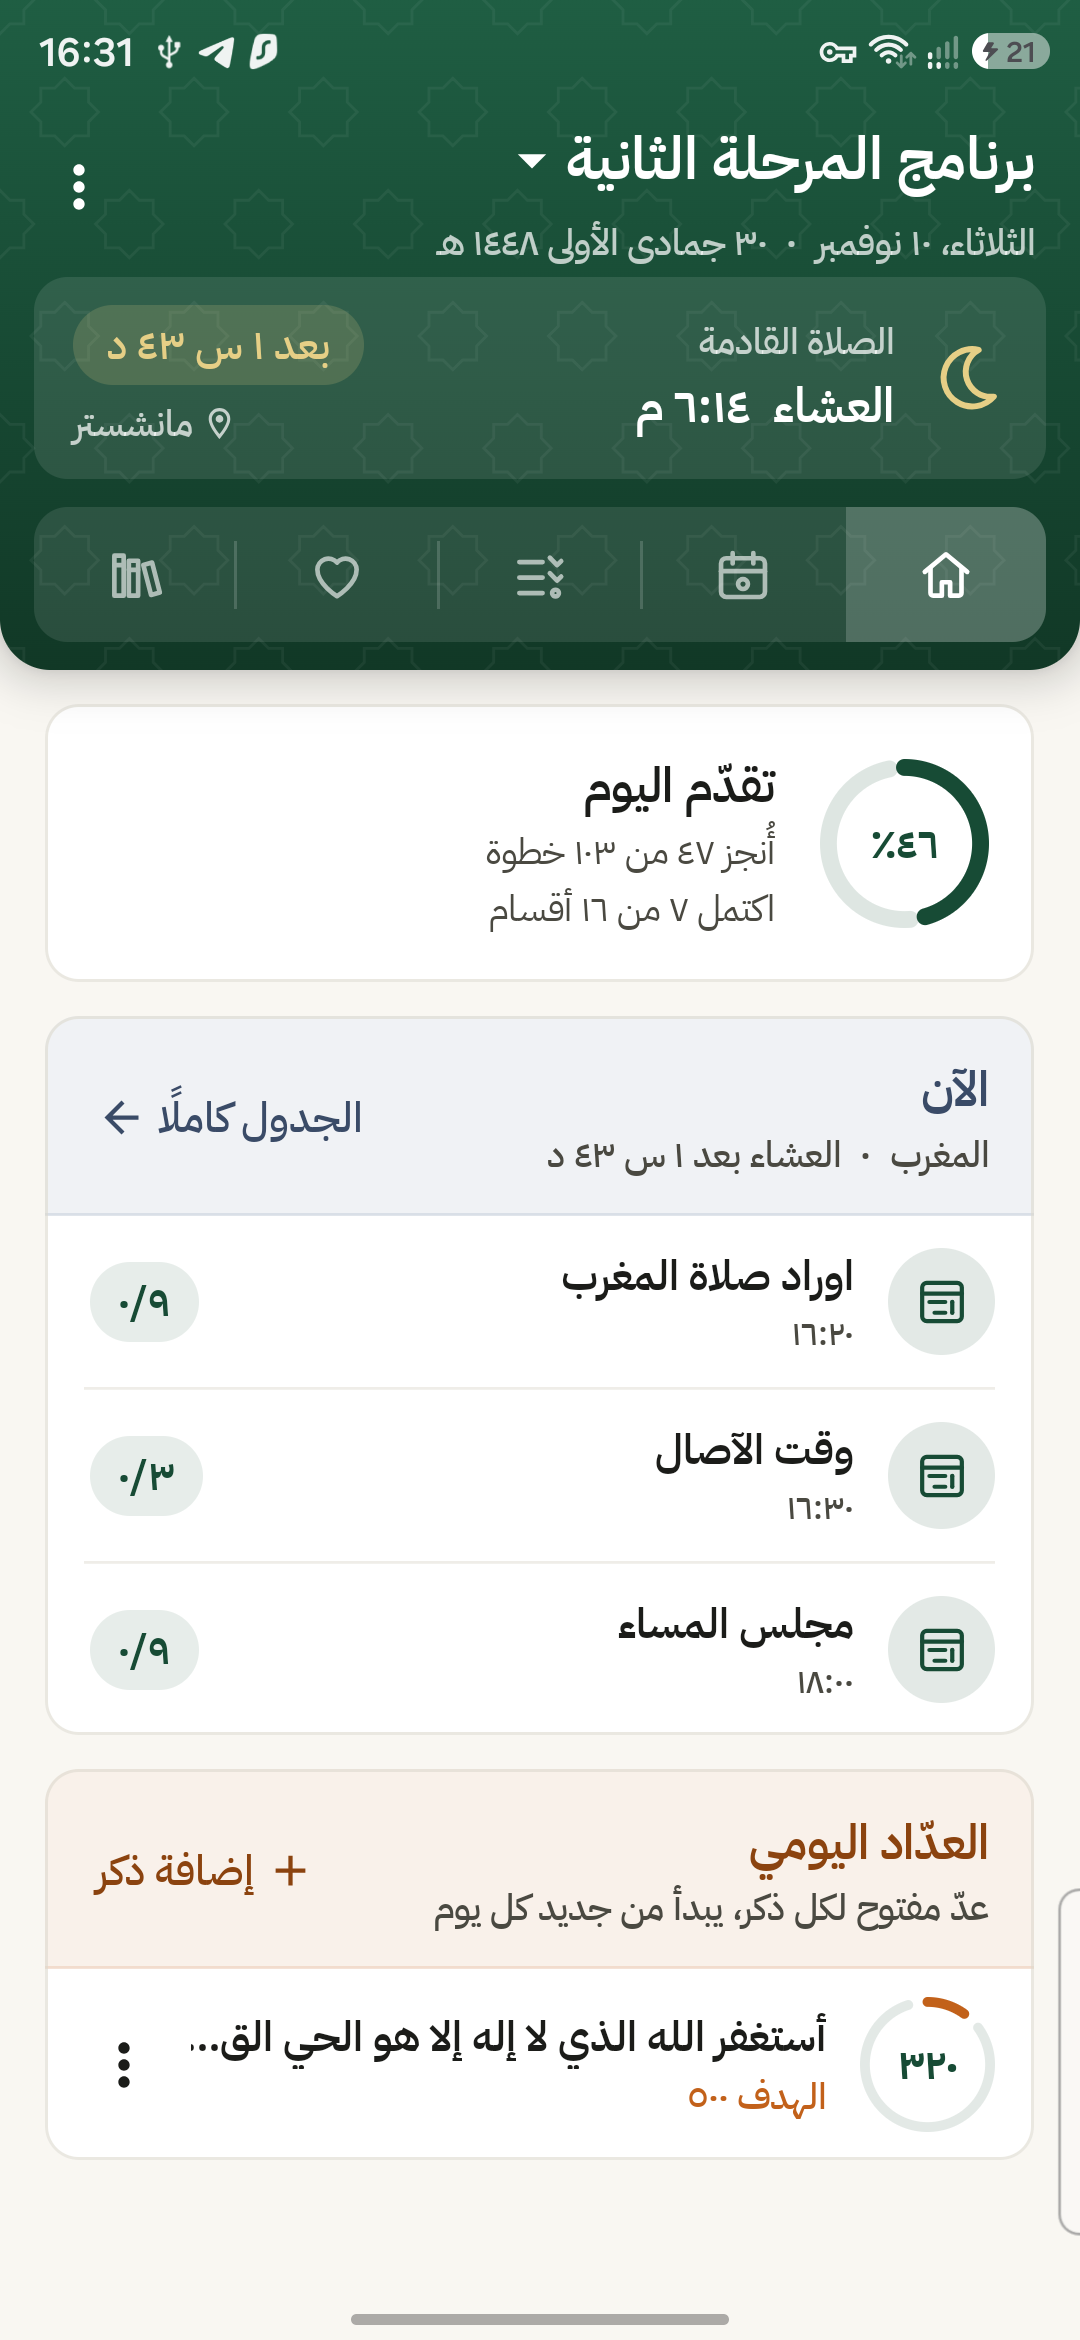 16:31
21
برنامج المرحلة الثانية
الثلاثاء، ١٠ نوفمبر · ٣٠ جمادى الأولى ١٤٤٨ هـ
الصلاة القادمة
العشاء ٦:١٤ م
بعد ١ س ٤٣ د
مانشستر
٤٦٪
تقدّم اليوم
أُنجز ٤٧ من ١٠٣ خطوة
اكتمل ٧ من ١٦ أقسام
الآن
المغرب · العشاء بعد ١ س ٤٣ د
الجدول كاملًا
اوراد صلاة المغرب
١٦:٢٠
٠/٩
وقت الآصال
١٦:٣٠
٠/٣
مجلس المساء
١٨:٠٠
٠/٩
العدّاد اليومي
عدّ مفتوح لكل ذكر، يبدأ من جديد كل يوم
إضافة ذكر
٣٢٠
أستغفر الله الذي لا إله إلا هو الحي الق...
الهدف ٥٠٠